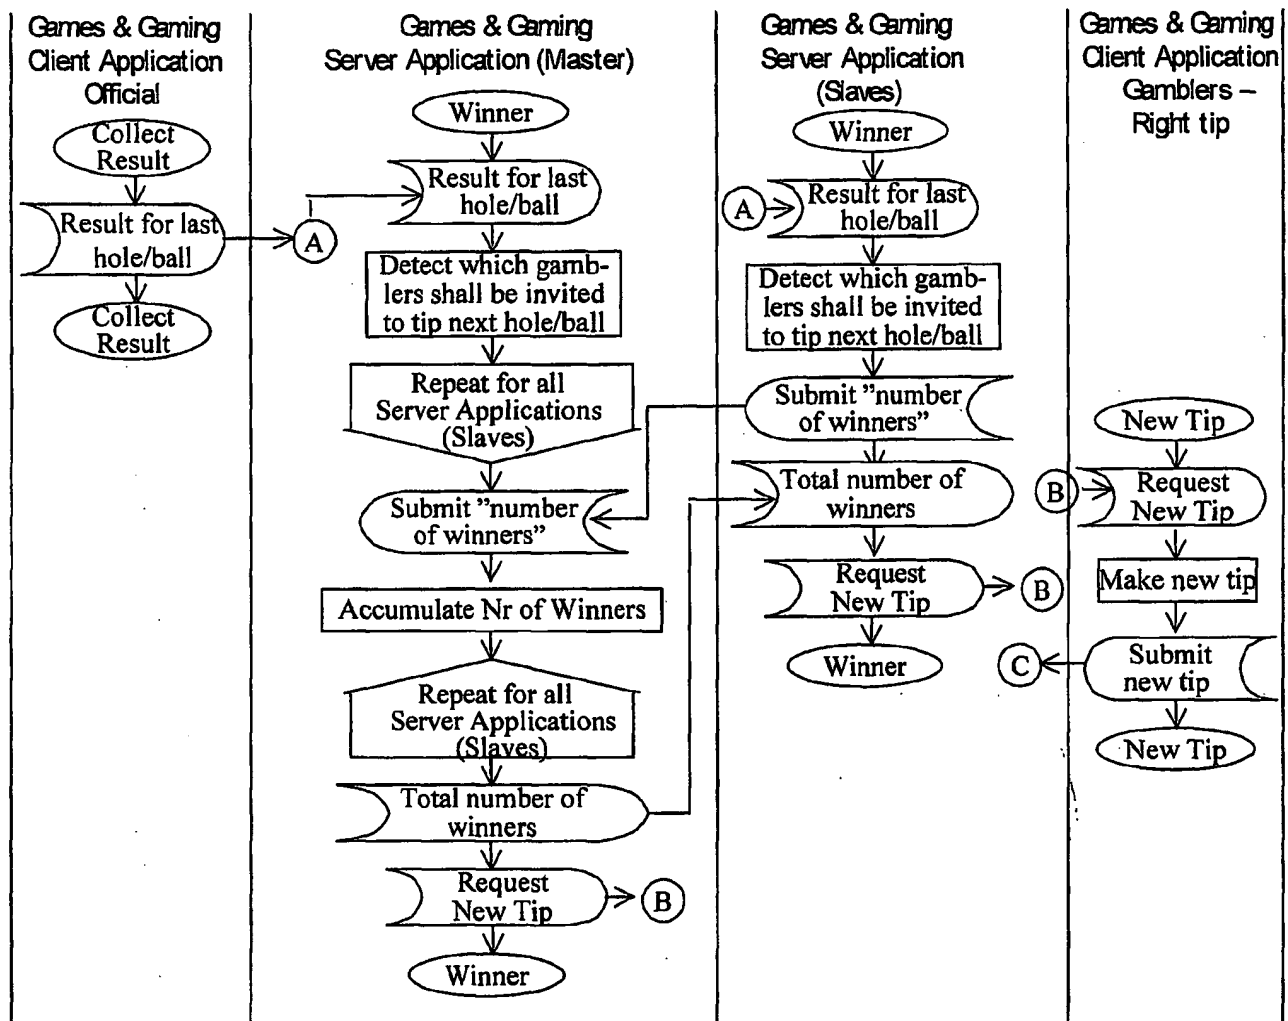 Games & Gaming
Client Application
Official
Collect
Result
Result for last
hole/ball
Collect
Result
A
Games & Gaming
Server Application (Master)
Winner
Result for last
hole/ball
Detect which gamb-
lers shall be invited
to tip next hole/ball
Repeat for all
Server Applications
(Slaves)
Submit "number
of winners"
Accumulate Nr of Winners
Repeat for all
Server Applications
(Slaves)
Total number of
winners
Request
New Tip
B
Winner
Games & Gaming
Server Application
(Slaves)
Winner
A
Result for last
hole/ball
Detect which gamb-
lers shall be invited
to tip next hole/ball
Submit "number
of winners"
Total number of
winners
Request
New Tip
B
Winner
Games & Gaming
Client Application
Gamblers –
Right tip
New Tip
B
Request
New Tip
Make new tip
C
Submit
new tip
New Tip